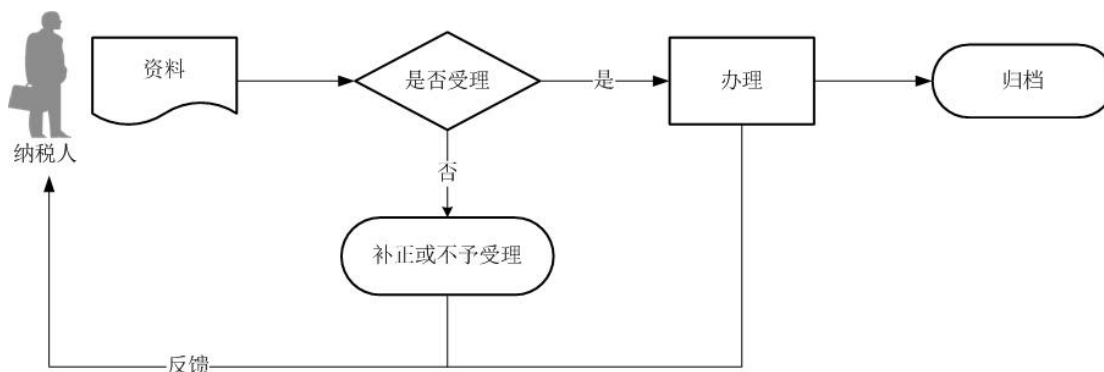 纳税人
资料
是否受理
是
办理
归档
否
补正或不予受理
反馈